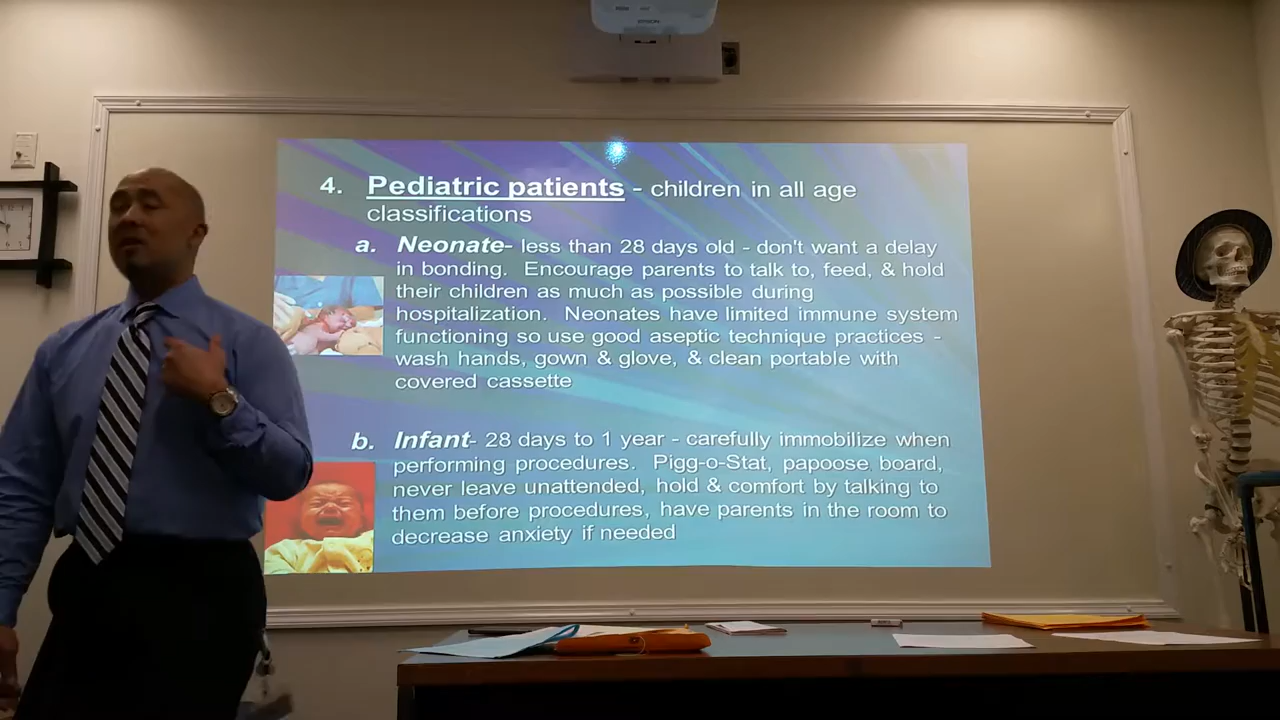 EPSON
4. Pediatric patients - children in all age
classifications
a. Neonate- less than 28 days old - don't want a delay
in bonding. Encourage parents to talk to, feed, & hold
their children as much as possible during
hospitalization. Neonates have limited immune system
functioning so use good aseptic technique practices -
wash hands, gown & glove, & clean portable with
covered cassette
b. Infant- 28 days to 1 year - carefully immobilize when
performing procedures. Pigg-o-Stat, papoose board,
never leave unattended, hold & comfort by talking to
them before procedures, have parents in the room to
decrease anxiety if needed